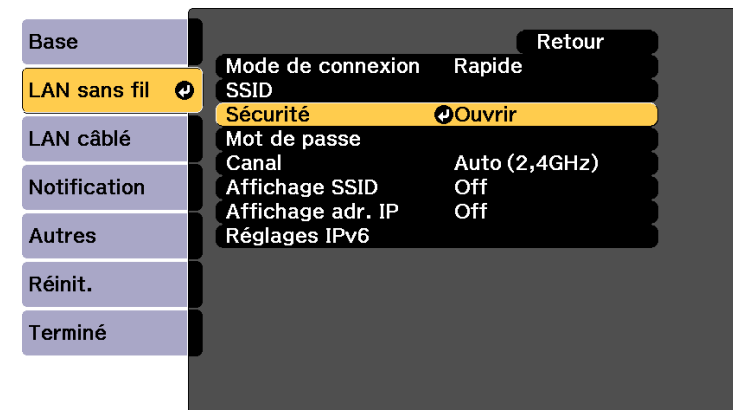 Base
LAN sans fil
LAN câblé
Notification
Autres
Réinit.
Terminé
Retour
Mode de connexion Rapide
SSID
Sécurité Ouvrir
Mot de passe
Canal Auto (2,4GHz)
Affichage SSID Off
Affichage adr. IP Off
Réglages IPv6